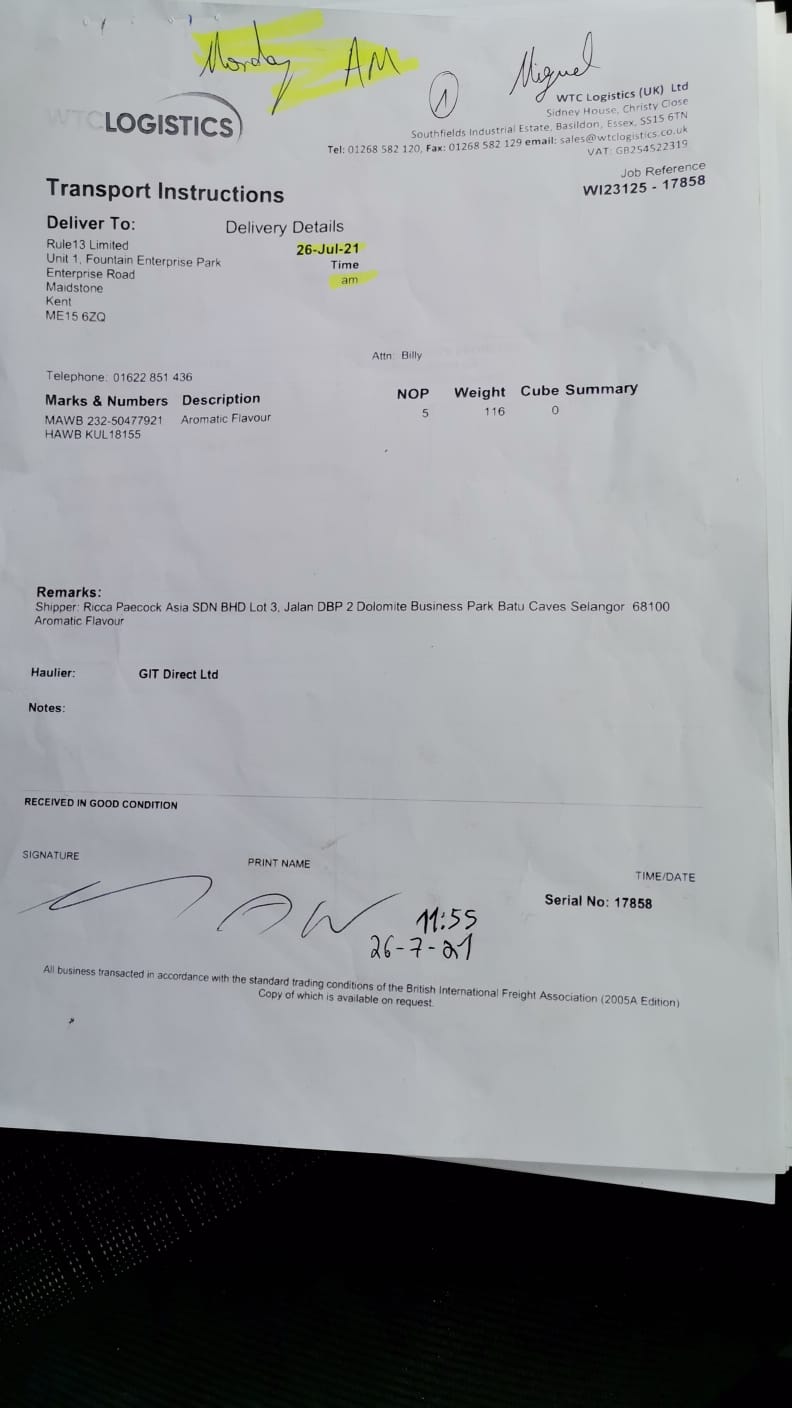 Monday AM
1
Miguel
WTCLOGISTICS
WTC Logistics (UK) Ltd
Sidney House, Christy Close
Southfields Industrial Estate, Basildon, Essex, SS15 6TN
Tel: 01268 582 120, Fax: 01268 582 129 email: sales@wtclogistics.co.uk
VAT: GB254522319
Job Reference
WI23125 - 17858
Transport Instructions
Deliver To:
Rule13 Limited
Unit 1, Fountain Enterprise Park
Enterprise Road
Maidstone
Kent
ME15 6ZQ
Delivery Details
26-Jul-21
Time
am
Attn: Billy
Telephone: 01622 851 436
Marks & Numbers Description NOP Weight Cube Summary
MAWB 232-50477921 Aromatic Flavour 5 116 0
HAWB KUL18155
Remarks:
Shipper: Ricca Paecock Asia SDN BHD Lot 3, Jalan DBP 2 Dolomite Business Park Batu Caves Selangor 68100
Aromatic Flavour
Haulier: GIT Direct Ltd
Notes:
RECEIVED IN GOOD CONDITION
SIGNATURE PRINT NAME TIME/DATE
Serial No: 17858
11:55
26-7-21
All business transacted in accordance with the standard trading conditions of the British International Freight Association (2005A Edition)
Copy of which is available on request.